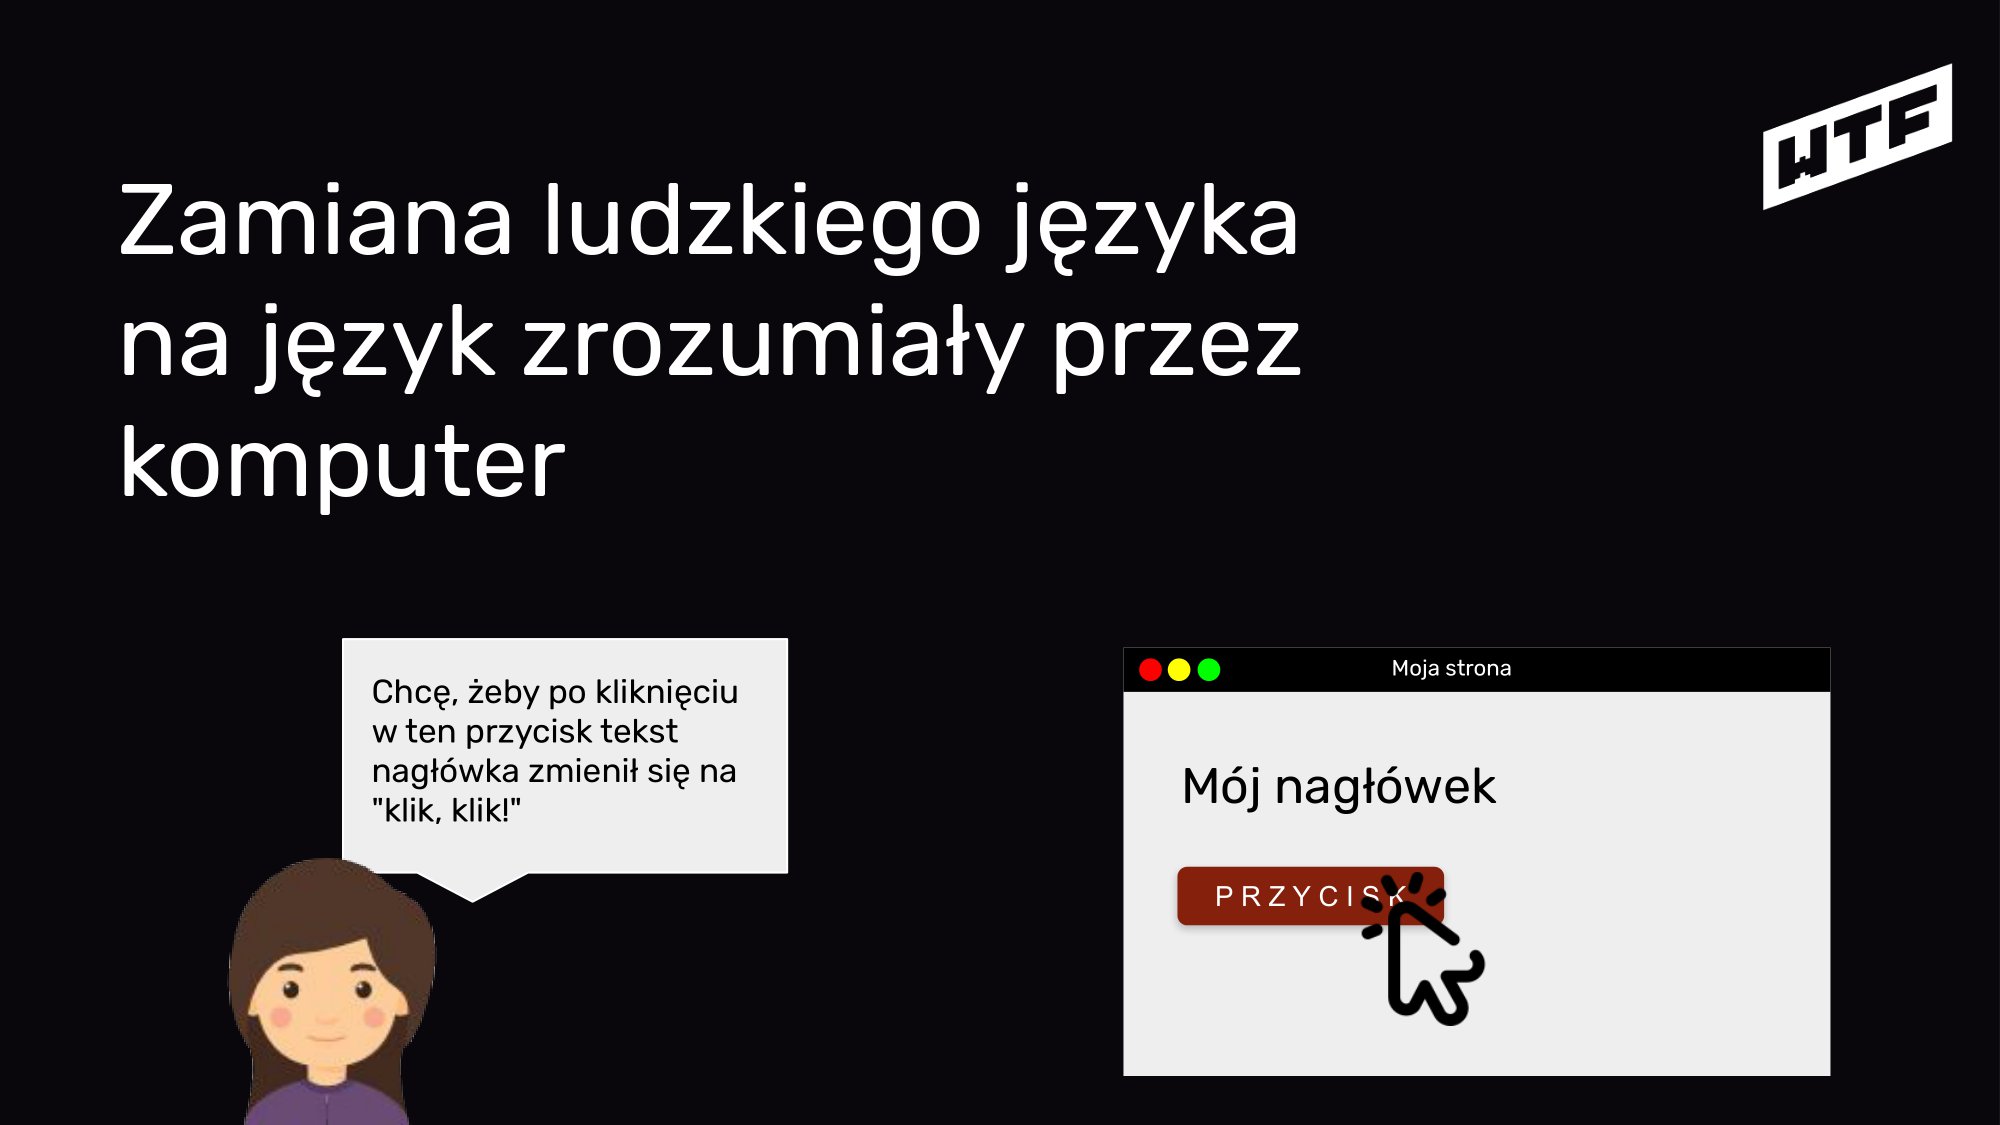 WTF
Zamiana ludzkiego języka
na język zrozumiały przez
komputer
Chcę, żeby po kliknięciu
w ten przycisk tekst
nagłówka zmienił się na
"klik, klik!"
Moja strona
Mój nagłówek
PRZYCISK